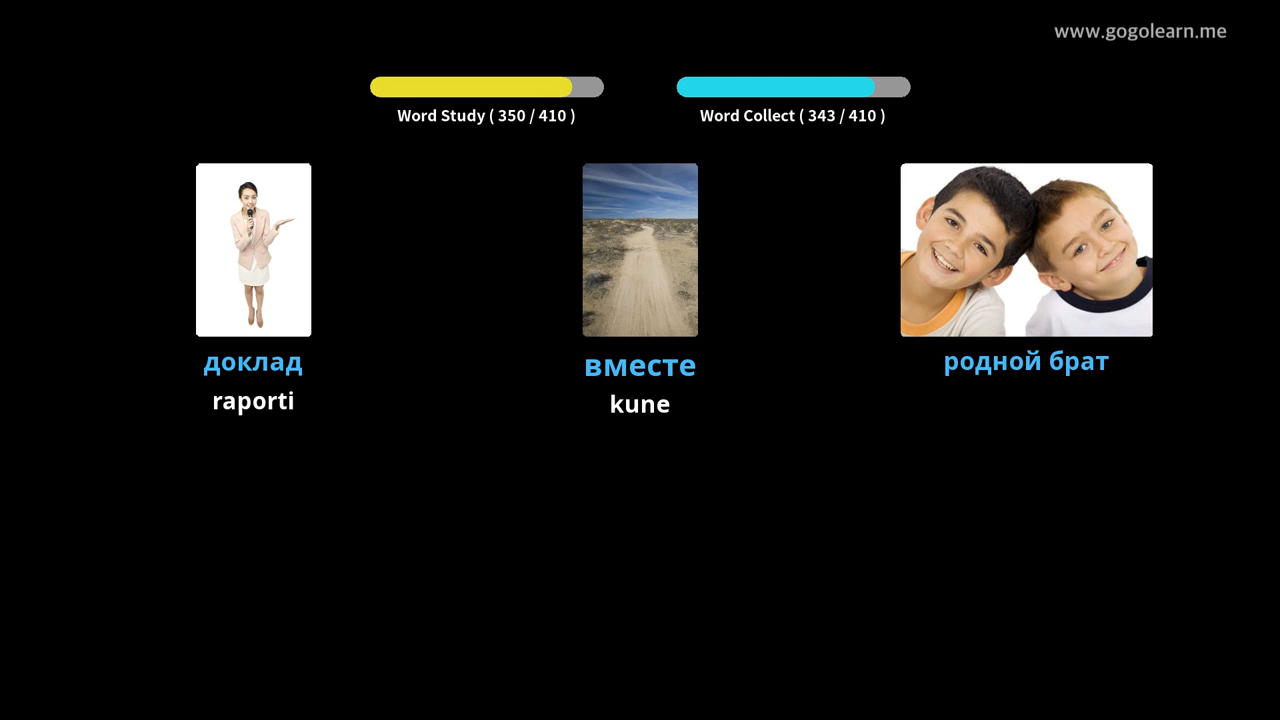 www.gogolearn.me
Word Study ( 350 / 410 )
Word Collect ( 343 / 410 )
доклад
raporti
вместе
kune
родной брат